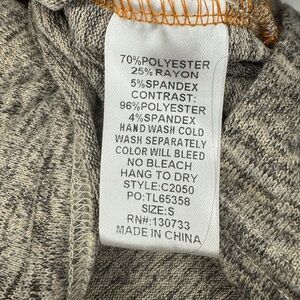 70%POLYESTER
25%RAYON
5%SPANDEX
CONTRAST:
96%POLYESTER
4%SPANDEX
HAND WASH COLD
WASH SEPARATELY
COLOR WILL BLEED
NO BLEACH
HANG TO DRY
STYLE:C2050
PO:TL65358
SIZE:S
RN#:130733
MADE IN CHINA